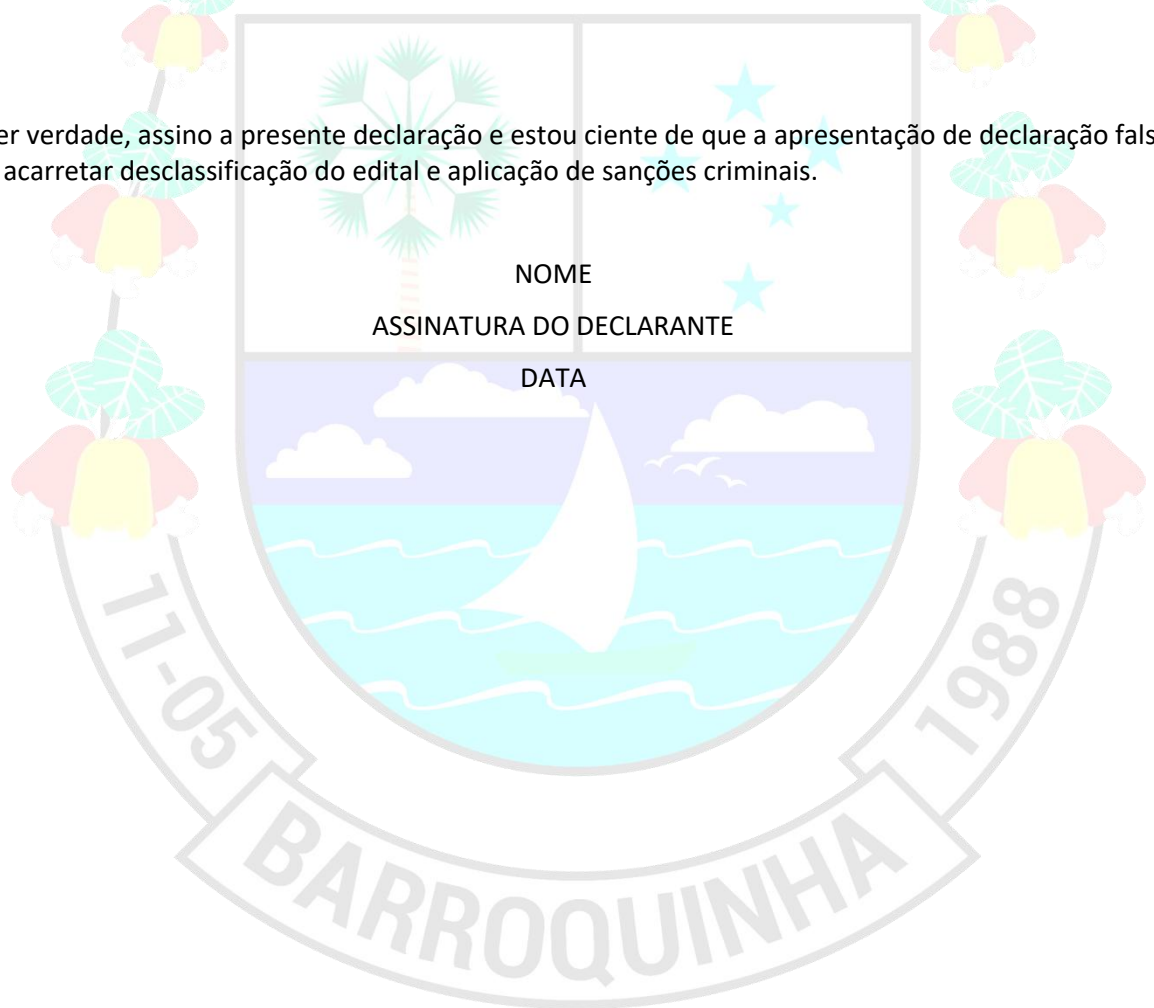 er verdade, assino a presente declaração e estou ciente de que a apresentação de declaração fals
acarretar desclassificação do edital e aplicação de sanções criminais.
NOME
ASSINATURA DO DECLARANTE
DATA
11-05
1988
BARROQUINHA